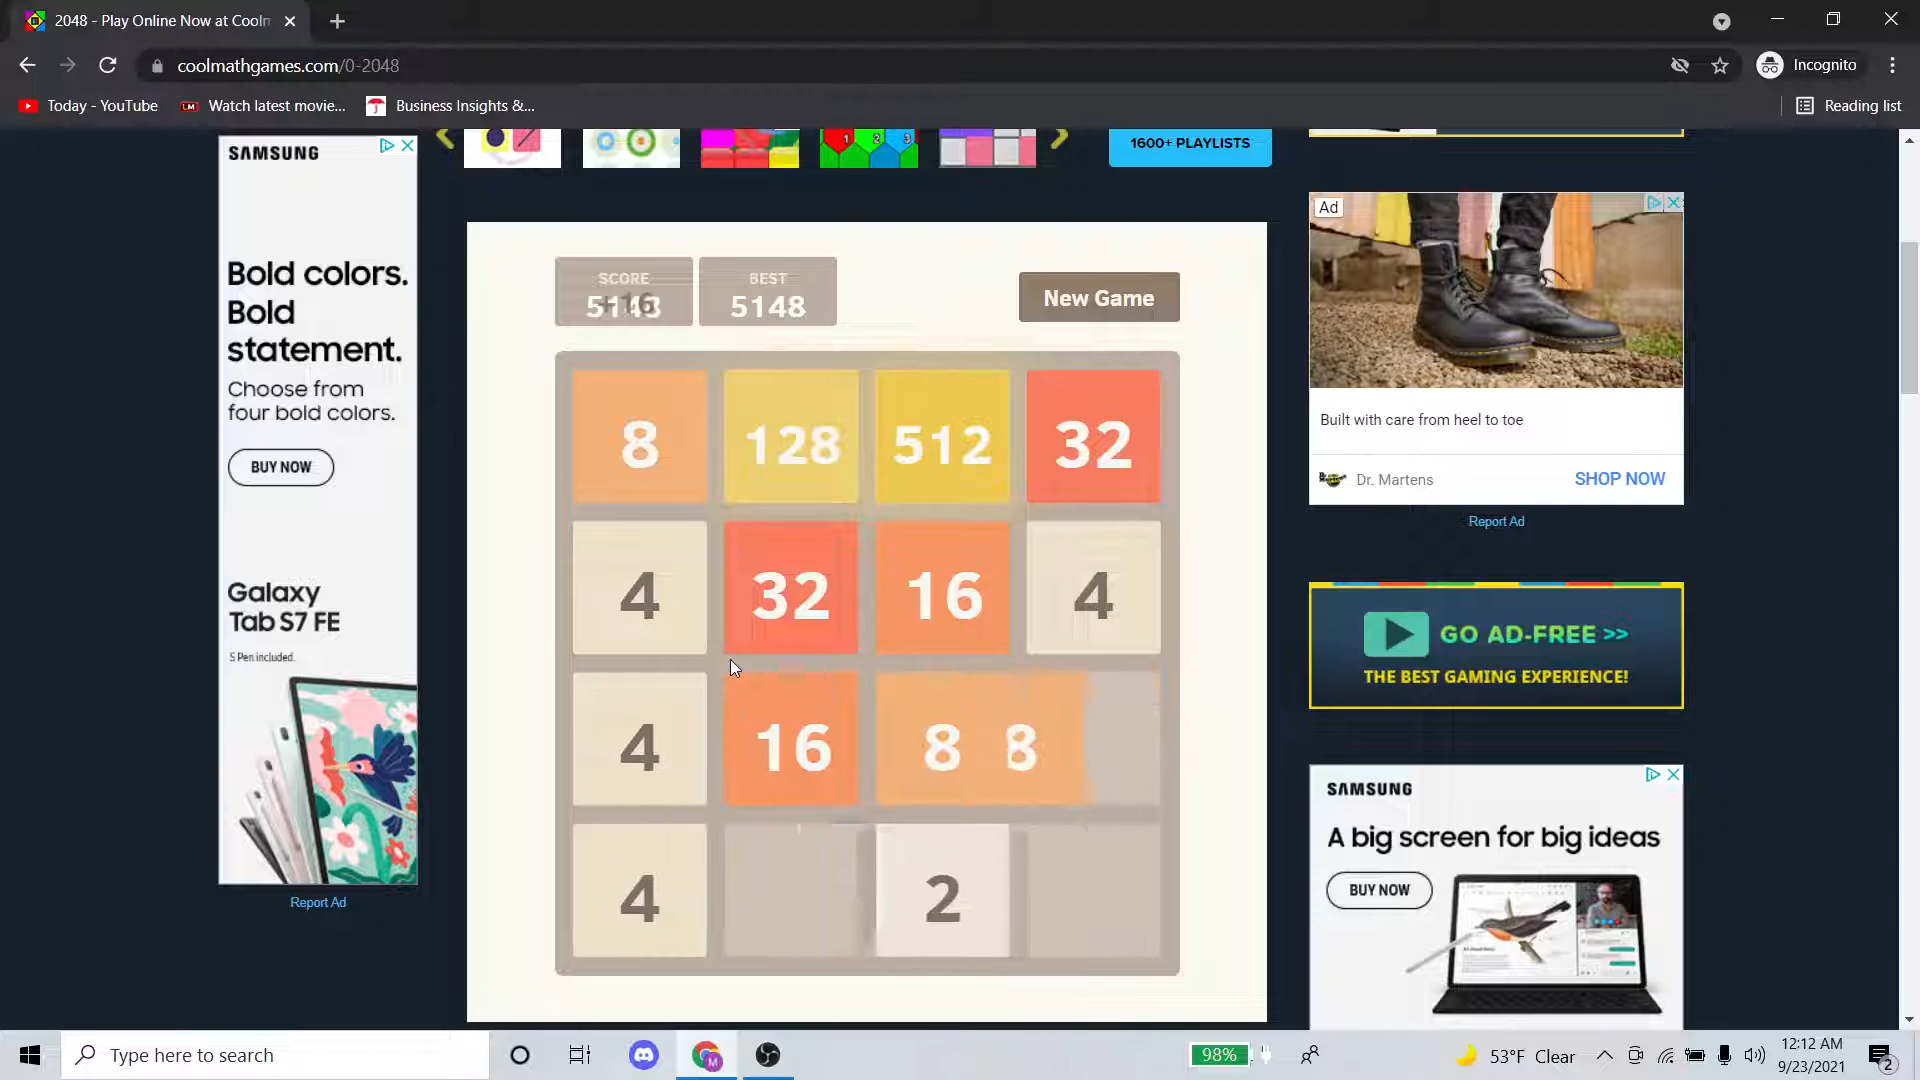 2048 - Play Online Now at Coolm
coolmathgames.com/0-2048
Incognito
Today - YouTube
LM
Watch latest movie...
Business Insights &...
Reading list
SAMSUNG
Bold colors.
Bold
statement.
Choose from
four bold colors.
BUY NOW
Galaxy
Tab S7 FE
S Pen included.
Report Ad
1 2 3
1600+ PLAYLISTS
SCORE
BEST
5148
New Game
8 128 512 32
4 32 16 4
4 16 8 8
4 2
Ad
Built with care from heel to toe
Dr. Martens
SHOP NOW
Report Ad
GO AD-FREE >>
THE BEST GAMING EXPERIENCE!
SAMSUNG
A big screen for big ideas
BUY NOW
Type here to search
M
98%
53°F Clear
12:12 AM
9/23/2021
2